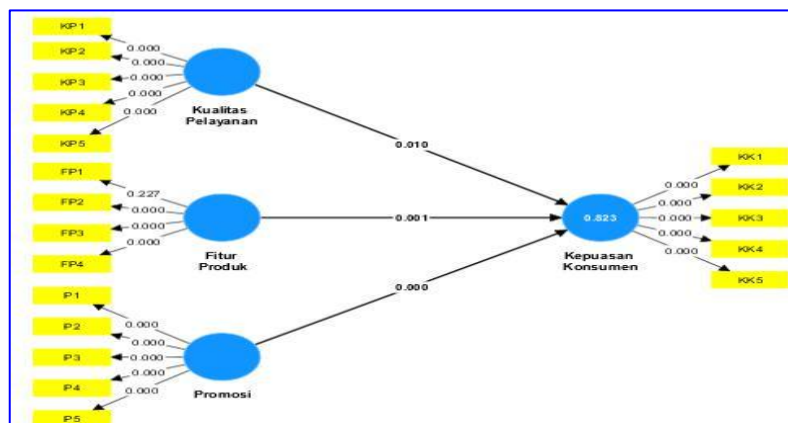 KP1
KP2
KP3
KP4
KP5
0.000
0.000
0.000
0.000
0.000
Kualitas
Pelayanan
0.010
FP1
FP2
FP3
FP4
0.227
0.000
0.000
0.000
Fitur
Produk
0.001
P1
P2
P3
P4
P5
0.000
0.000
0.000
0.000
0.000
Promosi
0.000
0.823
Kepuasan
Konsumen
0.000
0.000
0.000
0.000
0.000
KK1
KK2
KK3
KK4
KK5